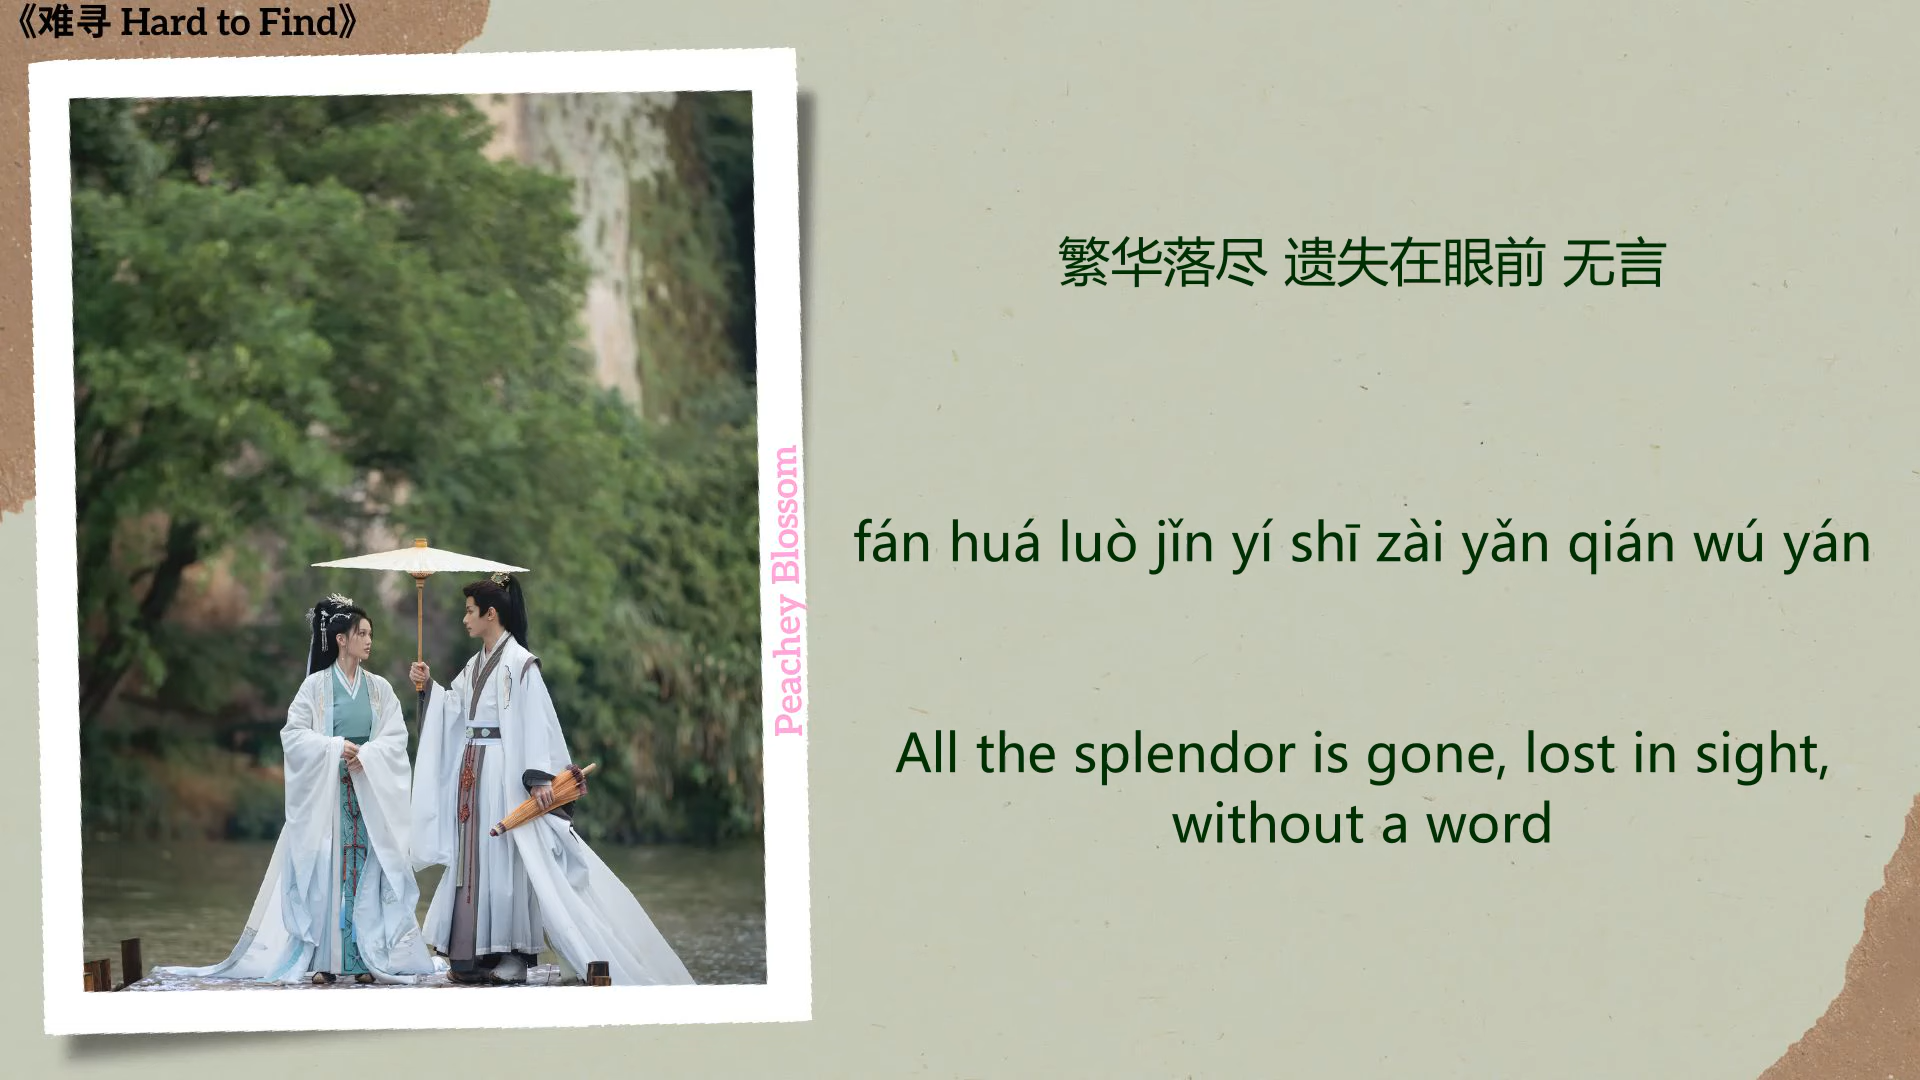 《难寻 Hard to Find》
繁华落尽 遗失在眼前 无言
fán huá luò jǐn yí shī zài yǎn qián wú yán
All the splendor is gone, lost in sight,
without a word
Peachey Blossom